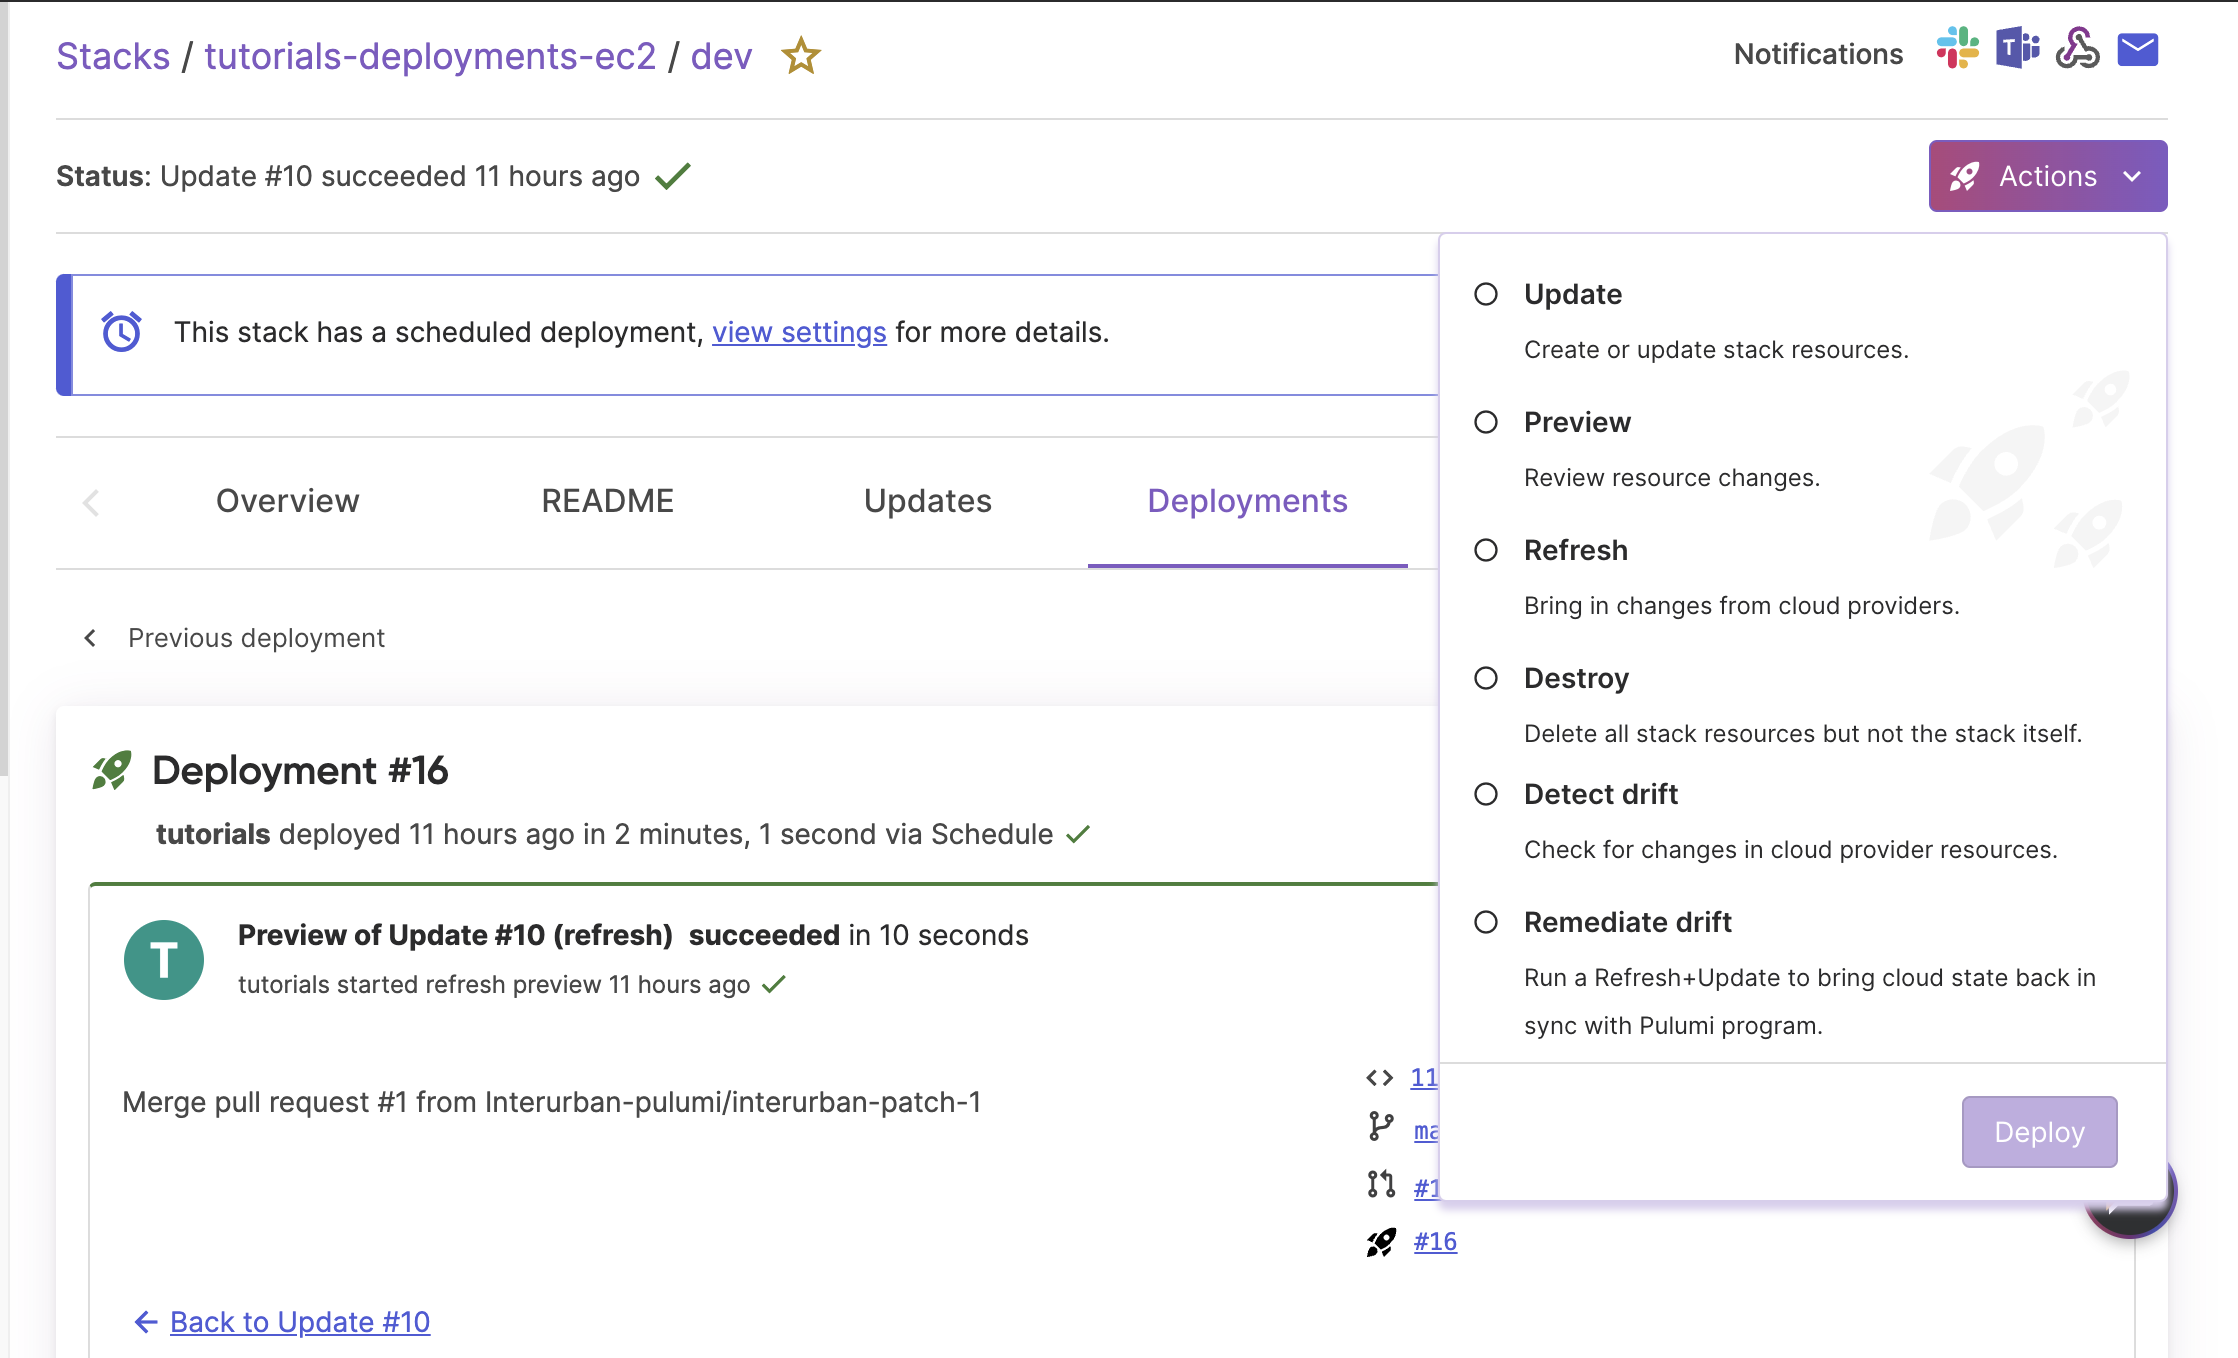 Stacks / tutorials-deployments-ec2 / dev
Notifications
Status: Update #10 succeeded 11 hours ago
Actions
This stack has a scheduled deployment, view settings for more details.
Overview
README
Updates
Deployments
Previous deployment
Deployment #16
tutorials deployed 11 hours ago in 2 minutes, 1 second via Schedule
T
Preview of Update #10 (refresh) succeeded in 10 seconds
tutorials started refresh preview 11 hours ago
Merge pull request #1 from Interurban-pulumi/interurban-patch-1
#16
Back to Update #10
Update
Create or update stack resources.
Preview
Review resource changes.
Refresh
Bring in changes from cloud providers.
Destroy
Delete all stack resources but not the stack itself.
Detect drift
Check for changes in cloud provider resources.
Remediate drift
Run a Refresh+Update to bring cloud state back in
sync with Pulumi program.
Deploy